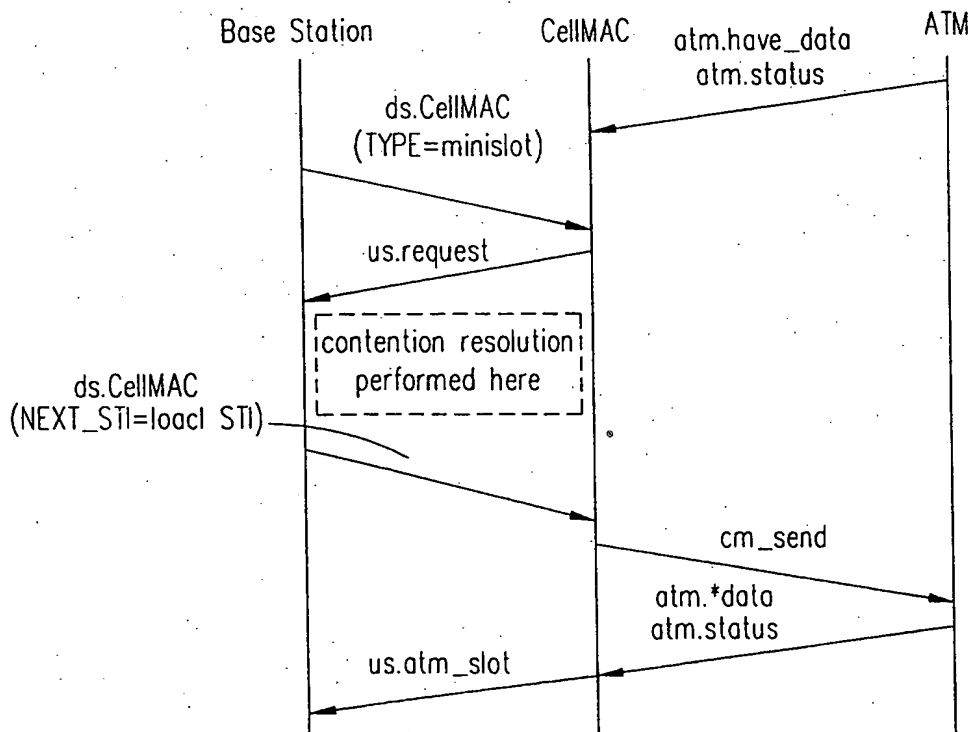 Base Station
CellMAC
ATM
atm.have_data
atm.status
ds.CellMAC
(TYPE=minislot)
us.request
contention resolution
performed here
ds.CellMAC
(NEXT_STI=loacl STI)
cm_send
atm.*data
atm.status
us.atm_slot